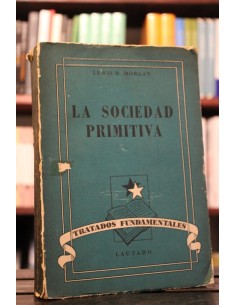 LEWIS H. MORGAN
LA SOCIEDAD
PRIMITIVA
TRATADOS FUNDAMENTALES
LAUTARO